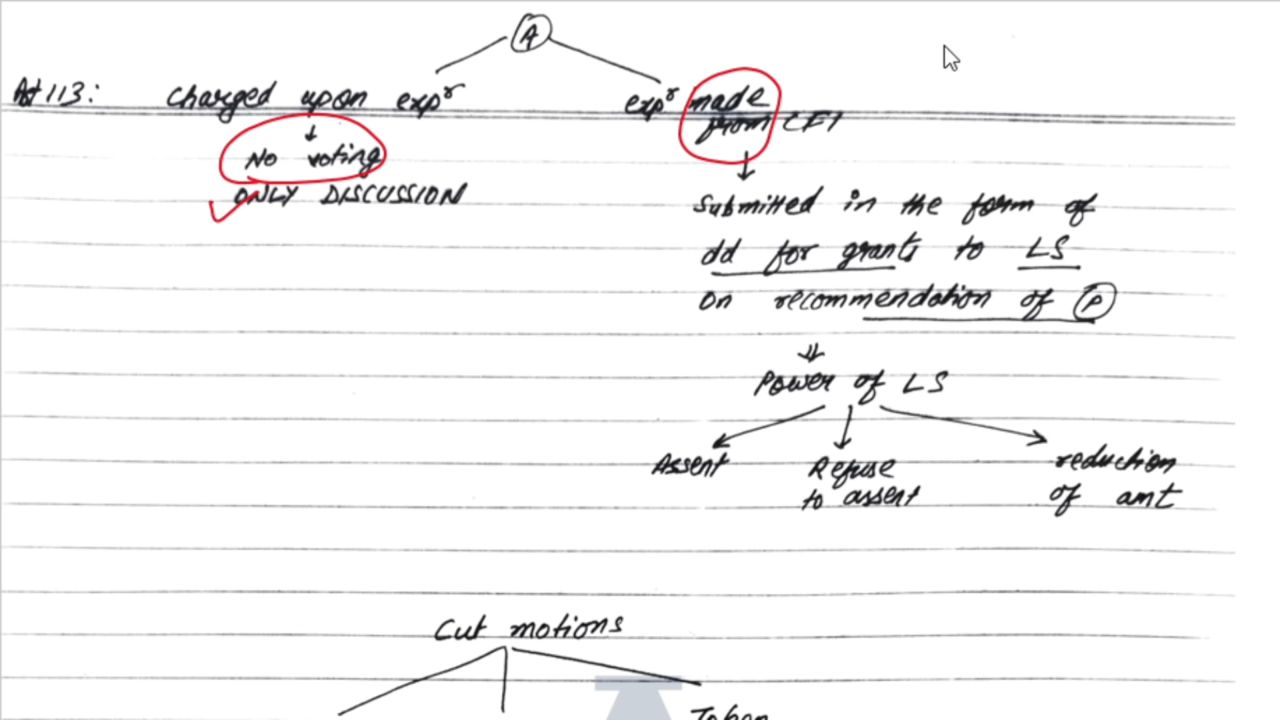 A
Art 113: Charged upon expr expr made
from CFI
↓
No voting
ONLY DISCUSSION
Submitted in the form of
dd for grants to LS
on recommendation of P
Power of LS
Assent Refuse reduction
to assent of amt
Cut motions
Token